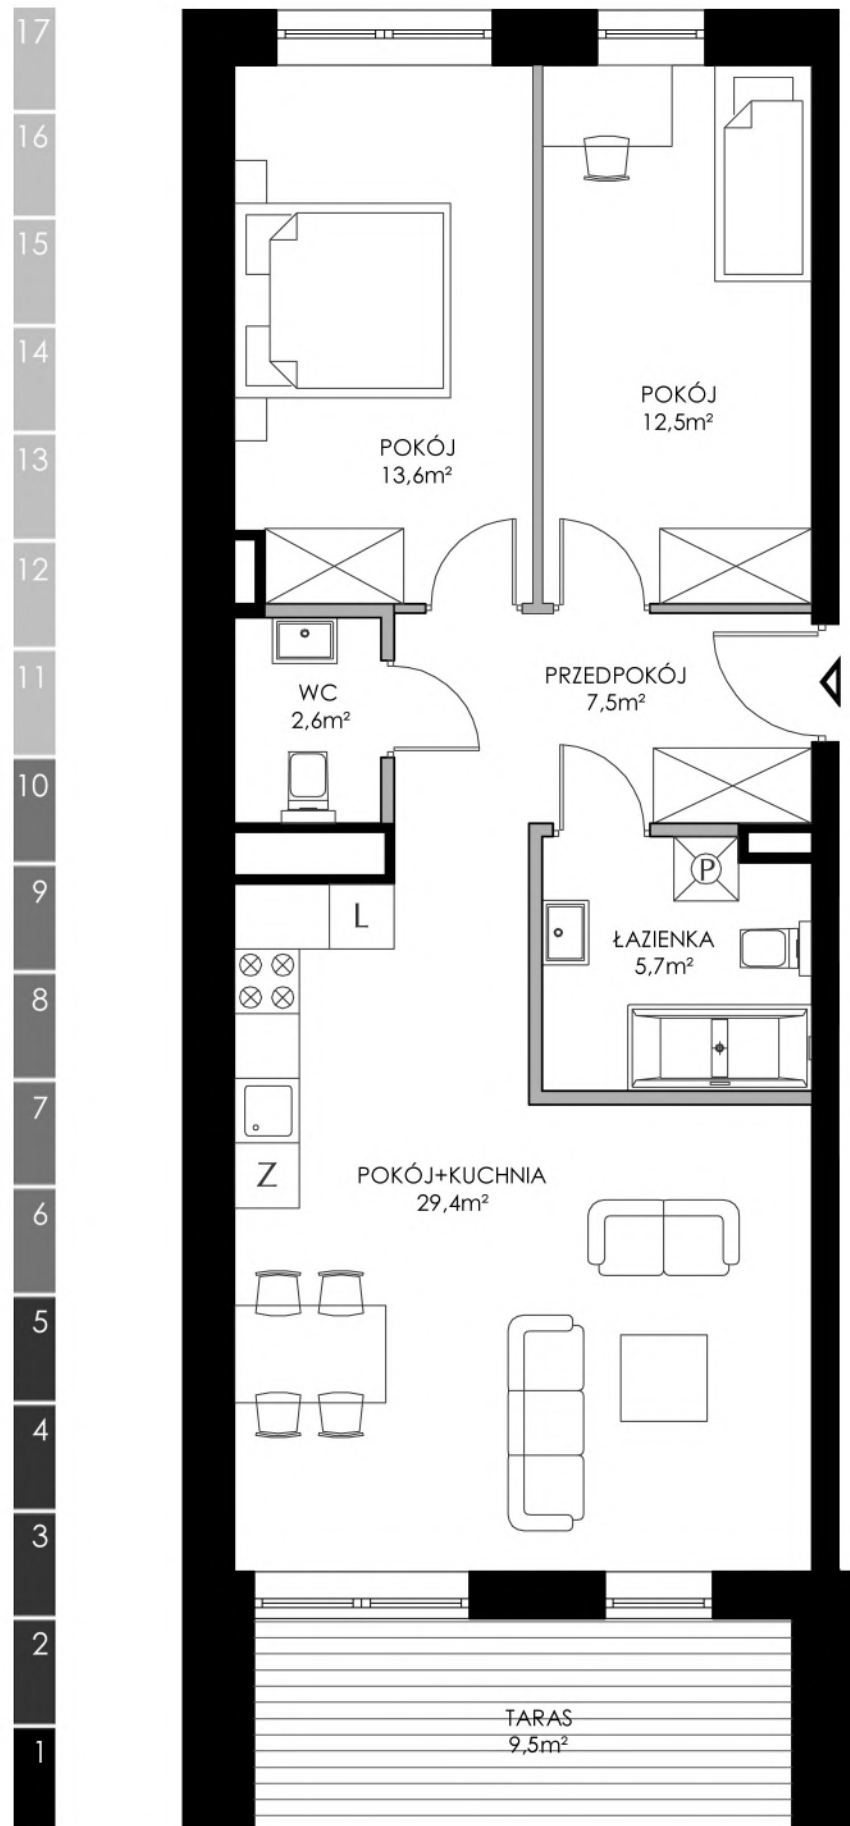 17
16
15
14
13
12
11
10
9
8
7
6
5
4
3
2
1
POKÓJ
12,5m²
POKÓJ
13,6m²
PRZEDPOKÓJ
7,5m²
WC
2,6m²
P
L
ŁAZIENKA
5,7m²
Z
POKÓJ+KUCHNIA
29,4m²
TARAS
9,5m²